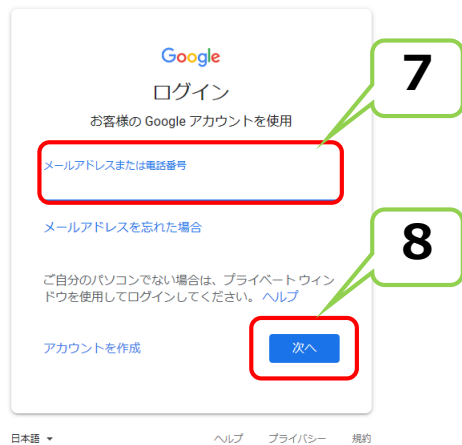 Google
ログイン
お客様の Google アカウントを使用
7
メールアドレスまたは電話番号
メールアドレスを忘れた場合
8
ご自分のパソコンでない場合は、プライベート ウィン
ドウを使用してログインしてください。 ヘルプ
アカウントを作成
次へ
日本語 ヘルプ プライバシー 規約